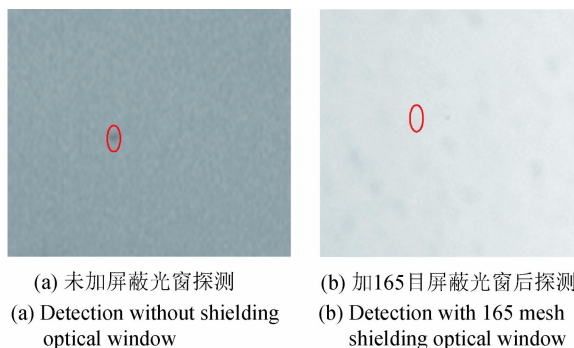 (a) 未加屏蔽光窗探测
(a) Detection without shielding
optical window
(b) 加165目屏蔽光窗后探测
(b) Detection with 165 mesh
shielding optical window